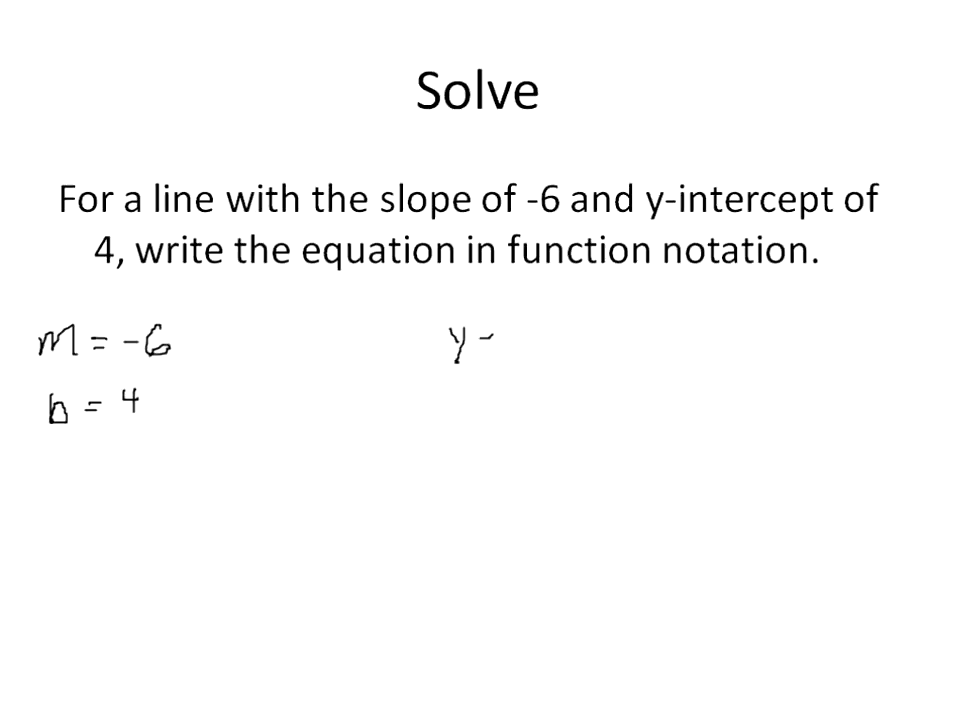 Solve
For a line with the slope of -6 and y-intercept of
4, write the equation in function notation.
m = -6
y -
b = 4